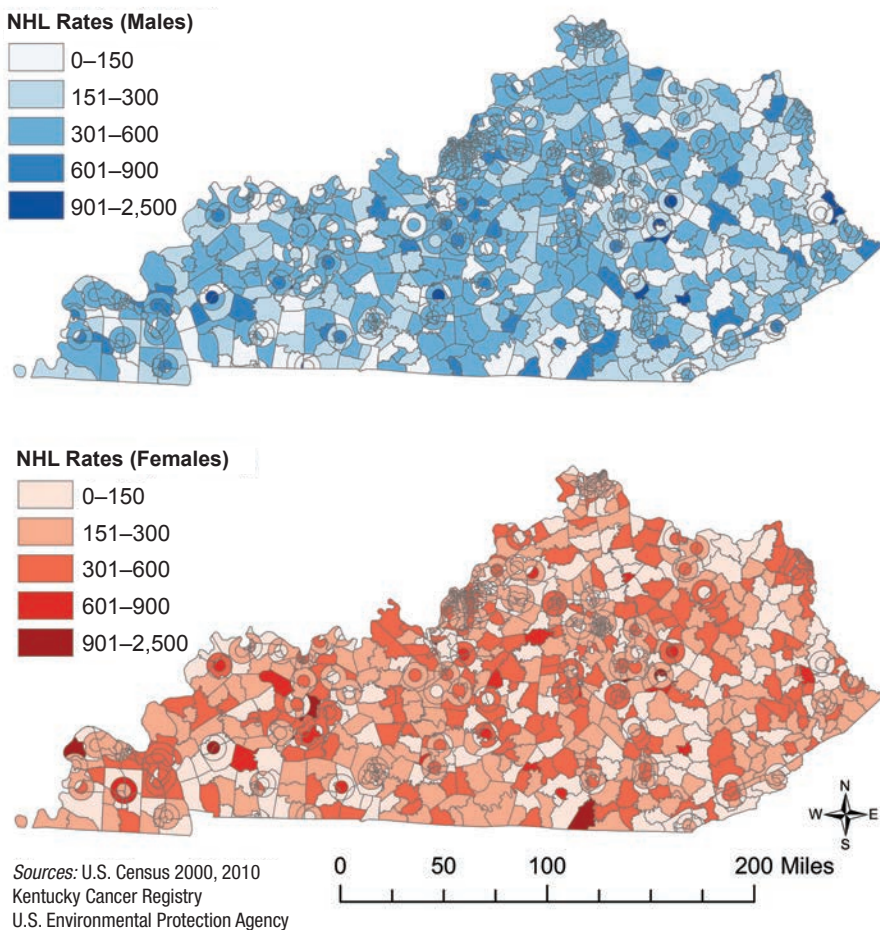 NHL Rates (Males)
0–150
151–300
301–600
601–900
901–2,500
NHL Rates (Females)
0–150
151–300
301–600
601–900
901–2,500
N
W E
S
Sources: U.S. Census 2000, 2010
Kentucky Cancer Registry
U.S. Environmental Protection Agency
0 50 100 200 Miles